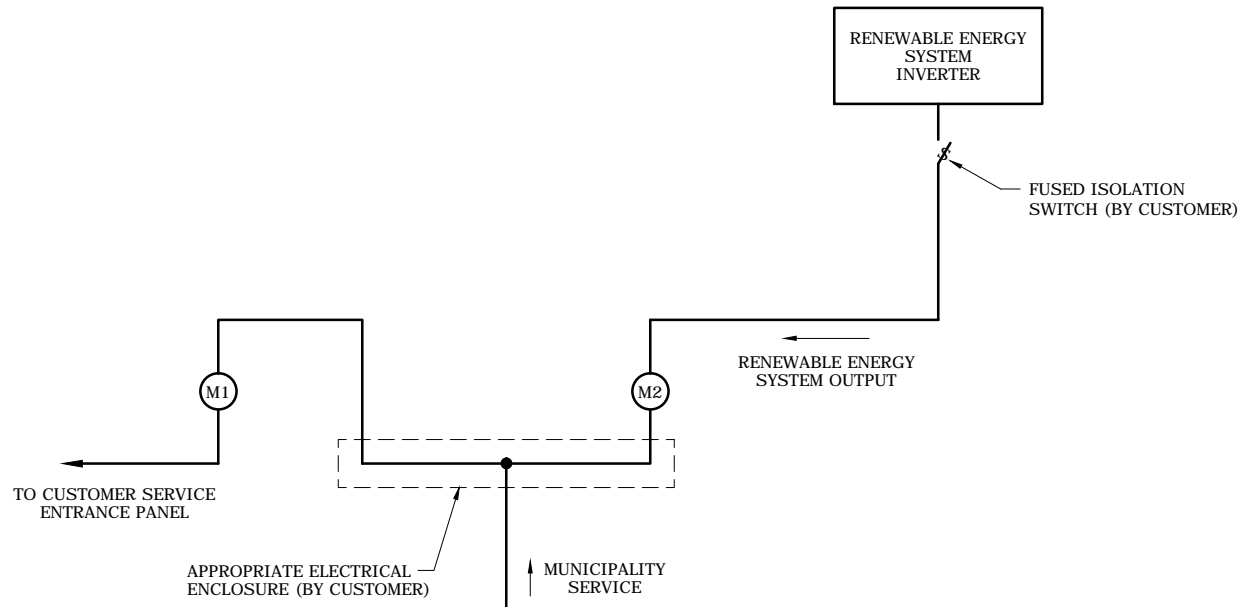 RENEWABLE ENERGY
SYSTEM
INVERTER
FUSED ISOLATION
SWITCH (BY CUSTOMER)
RENEWABLE ENERGY
SYSTEM OUTPUT
M1
M2
TO CUSTOMER SERVICE
ENTRANCE PANEL
APPROPRIATE ELECTRICAL
ENCLOSURE (BY CUSTOMER)
MUNICIPALITY
SERVICE